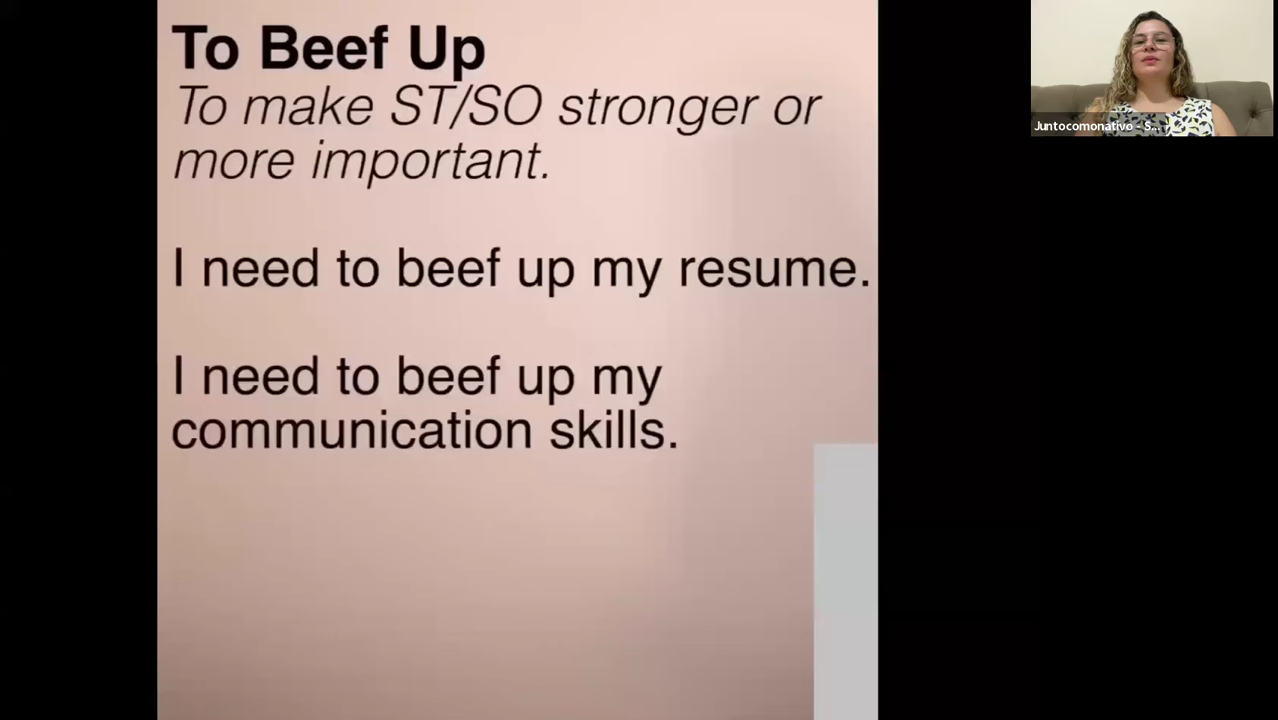 To Beef Up
To make ST/SO stronger or
more important.
I need to beef up my resume.
I need to beef up my
communication skills.
Juntocomonativo - S...